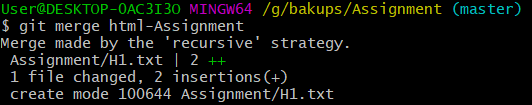 User@DESKTOP-0AC3I3O MINGW64 /g/bakups/Assignment (master)
$ git merge html-Assignment
Merge made by the 'recursive' strategy.
 Assignment/H1.txt | 2 ++
 1 file changed, 2 insertions(+)
 create mode 100644 Assignment/H1.txt